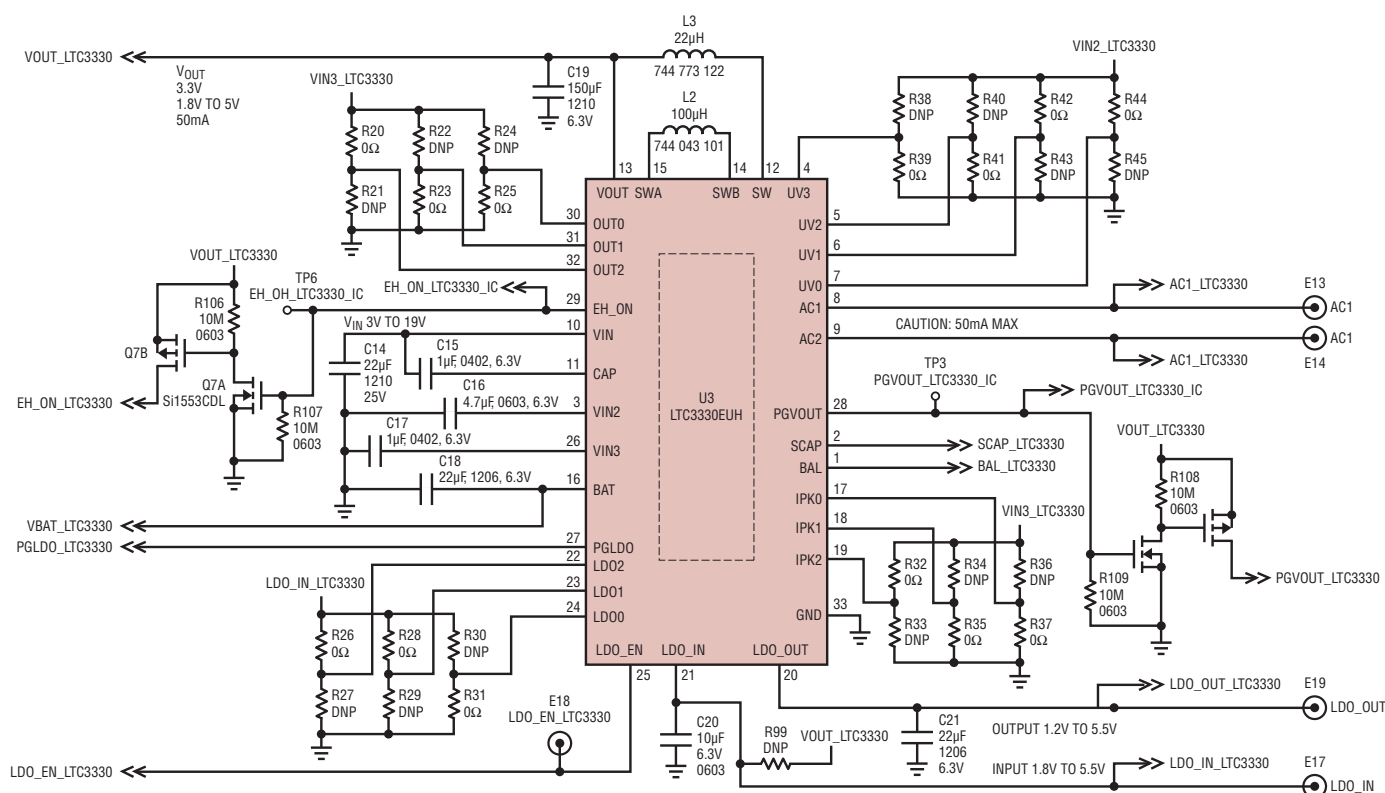 L3
22µH
744 773 122
L2
100µH
744 043 101
VOUT_LTC3330
VOUT
3.3V
1.8V TO 5V
50mA
C19
150µF
1210
6.3V
VIN3_LTC3330
R20
0Ω
R22
DNP
R24
DNP
R21
DNP
R23
0Ω
R25
0Ω
VIN2_LTC3330
R38
DNP
R40
DNP
R42
0Ω
R44
0Ω
R39
0Ω
R41
0Ω
R43
DNP
R45
DNP
13
15
14
12
4
VOUT
SWA
SWB
SW
UV3
30
OUT0
31
OUT1
32
OUT2
29
EH_ON
10
VIN
11
CAP
3
VIN2
26
VIN3
16
BAT
27
PGLDO
22
LDO2
23
LDO1
24
LDO0
LDO_EN
LDO_IN
LDO_OUT
25
21
20
U3
LTC3330EUH
5
UV2
6
UV1
7
UV0
8
AC1
9
AC2
28
PGVOUT
2
SCAP
1
BAL
17
IPK0
18
IPK1
19
IPK2
33
GND
VOUT_LTC3330
TP6
EH_OH_LTC3330_IC
EH_ON_LTC3330_IC
R106
10M
0603
Q7B
Q7A
Si1553CDL
R107
10M
0603
EH_ON_LTC3330
VIN 3V TO 19V
C14
22µF
1210
25V
C15
1µF, 0402, 6.3V
C16
4.7µF, 0603, 6.3V
C17
1µF, 0402, 6.3V
C18
22µF, 1206, 6.3V
VBAT_LTC3330
PGLDO_LTC3330
LDO_IN_LTC3330
R26
0Ω
R28
0Ω
R30
DNP
R27
DNP
R29
DNP
R31
0Ω
E18
LDO_EN_LTC3330
LDO_EN_LTC3330
C20
10µF
6.3V
0603
R99
DNP
VOUT_LTC3330
C21
22µF
1206
6.3V
AC1_LTC3330
E13
AC1
CAUTION: 50mA MAX
AC1
AC1_LTC3330
E14
TP3
PGVOUT_LTC3330_IC
PGVOUT_LTC3330_IC
SCAP_LTC3330
BAL_LTC3330
VOUT_LTC3330
R108
10M
0603
R109
10M
0603
PGVOUT_LTC3330
VIN3_LTC3330
R32
0Ω
R34
DNP
R36
DNP
R33
DNP
R35
0Ω
R37
0Ω
LDO_OUT_LTC3330
E19
LDO_OUT
OUTPUT 1.2V TO 5.5V
INPUT 1.8V TO 5.5V
LDO_IN_LTC3330
E17
LDO_IN